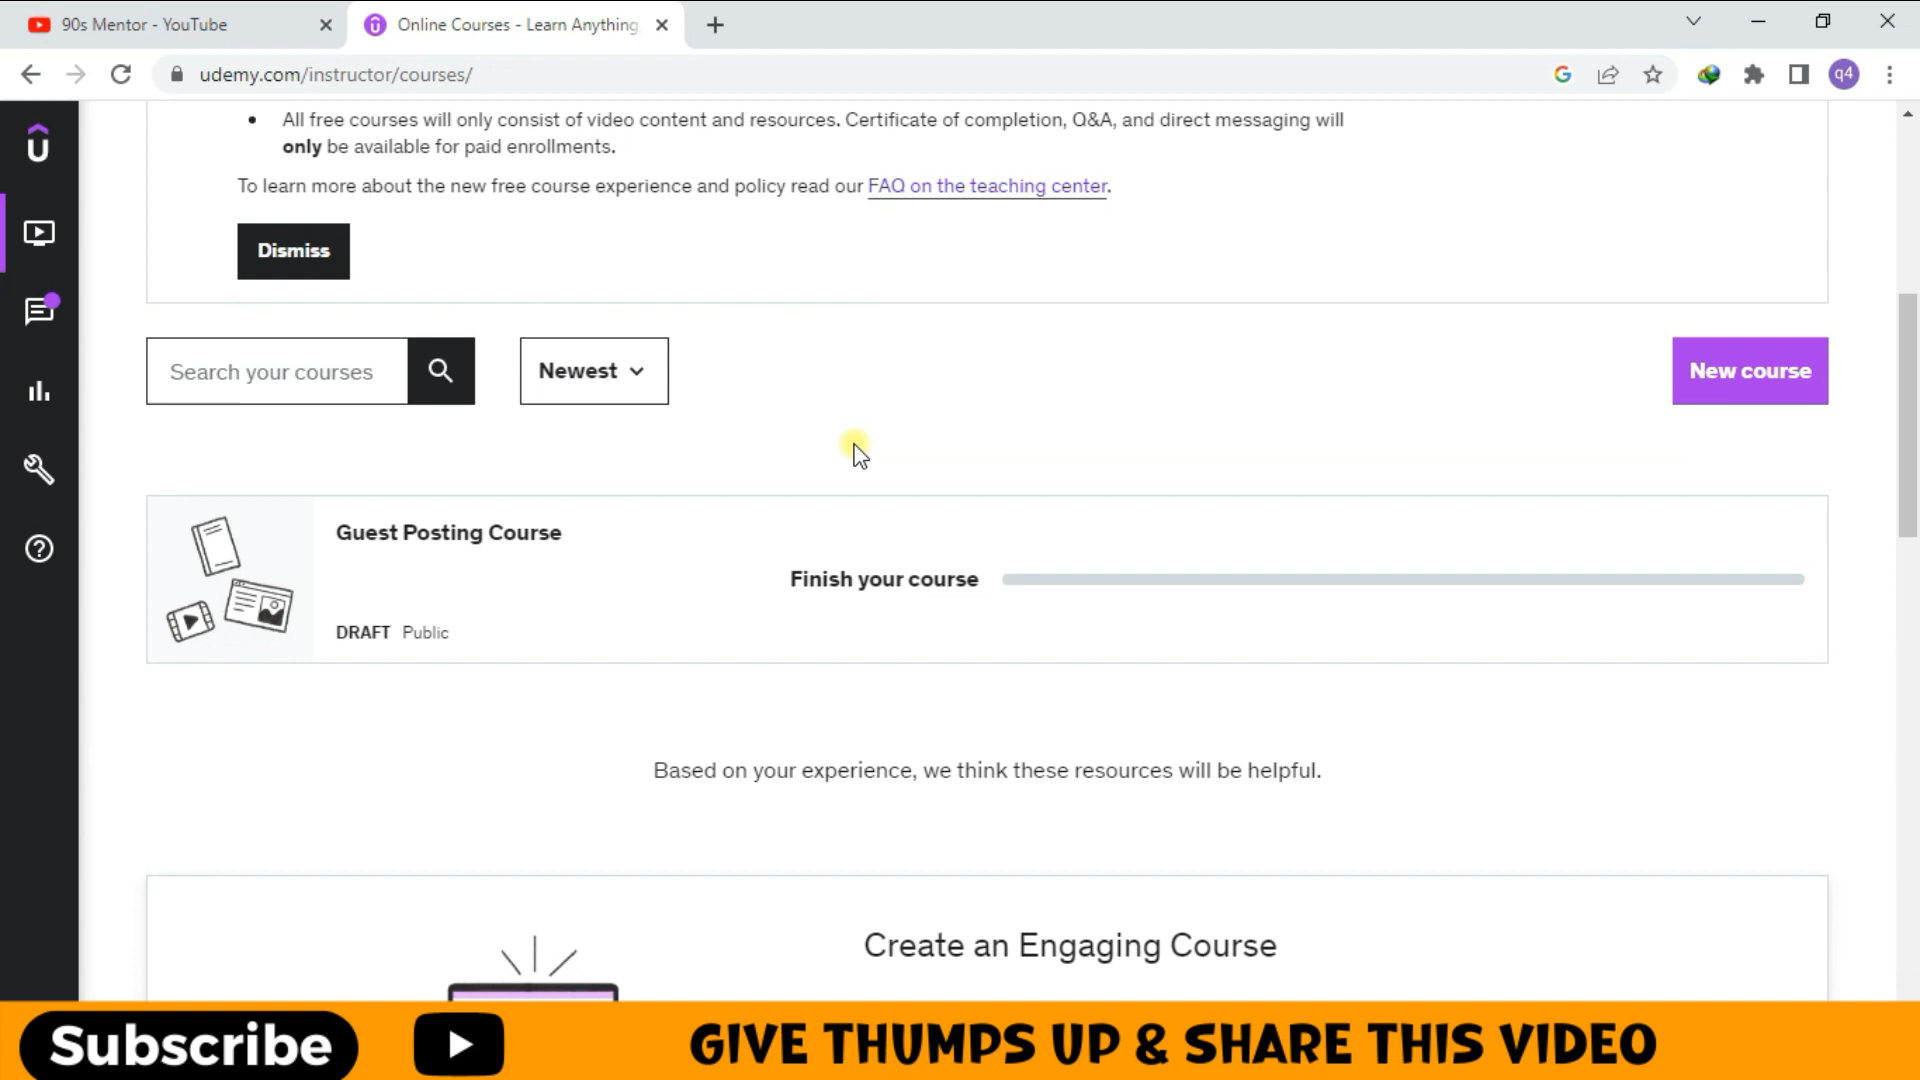 90s Mentor - YouTube
Online Courses - Learn Anything,
udemy.com/instructor/courses/
q4
All free courses will only consist of video content and resources. Certificate of completion, Q&A, and direct messaging will
only be available for paid enrollments.
To learn more about the new free course experience and policy read our FAQ on the teaching center.
Dismiss
Search your courses
Newest
New course
Guest Posting Course
Finish your course
DRAFT Public
Based on your experience, we think these resources will be helpful.
Create an Engaging Course
Subscribe
GIVE THUMPS UP & SHARE THIS VIDEO